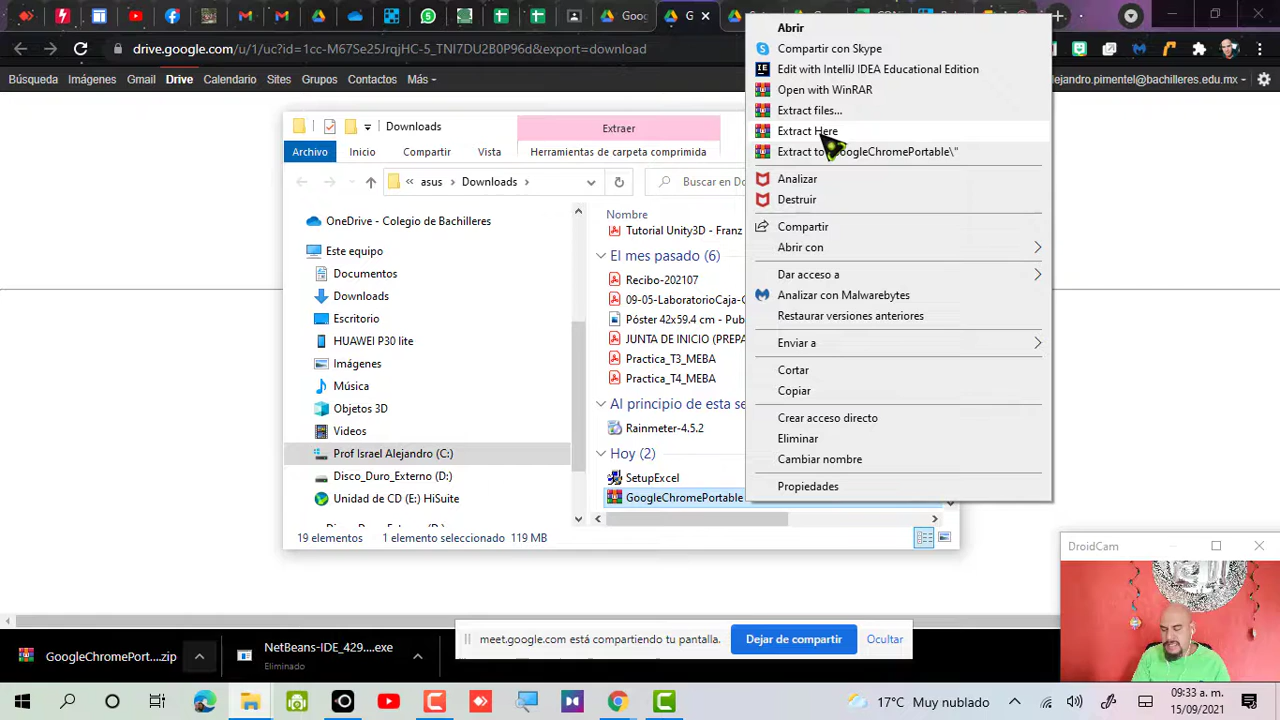 drive.google.com/u/1/uc?id=1cc-M67Se25JrqjHC-5_TNI7DU2B0P96-&export=download
Búsqueda Imágenes Gmail Drive Calendario Sites Grupos Contactos Más
alejandro.pimentel@bachilleres.edu.mx
Downloads
Extraer
Archivo Inicio Compartir Vista Herramientas de carpeta comprimida
« asus > Downloads >
Buscar en Do
OneDrive - Colegio de Bachilleres
Este equipo
Documentos
Downloads
Escritorio
HUAWEI P30 lite
Imágenes
Música
Objetos 3D
Videos
Prof Israel Alejandro (C:)
Disco_Duro_Externo (D:)
Unidad de CD (E:) HiSuite
Nombre
Tutorial Unity3D - Franz
El mes pasado (6)
Recibo-202107
09-05-LaboratorioCaja-
Póster 42x59.4 cm - Pub
JUNTA DE INICIO (PREPA
Practica_T3_MEBA
Practica_T4_MEBA
Al principio de esta se
Rainmeter-4.5.2
Hoy (2)
SetupExcel
GoogleChromePortable
19 elementos 1 elemento seleccionado 119 MB
Abrir
Compartir con Skype
Edit with IntelliJ IDEA Educational Edition
Open with WinRAR
Extract files...
Extract Here
Extract to GoogleChromePortable\"
Analizar
Destruir
Compartir
Abrir con
Dar acceso a
Analizar con Malwarebytes
Restaurar versiones anteriores
Enviar a
Cortar
Copiar
Crear acceso directo
Eliminar
Cambiar nombre
Propiedades
DroidCam
meet.google.com está compartiendo tu pantalla. Dejar de compartir Ocultar
GoogleChromePort....zip
NetBeans-IDE_429....exe
Eliminado
17°C Muy nublado
09:33 a. m.
15/09/2021